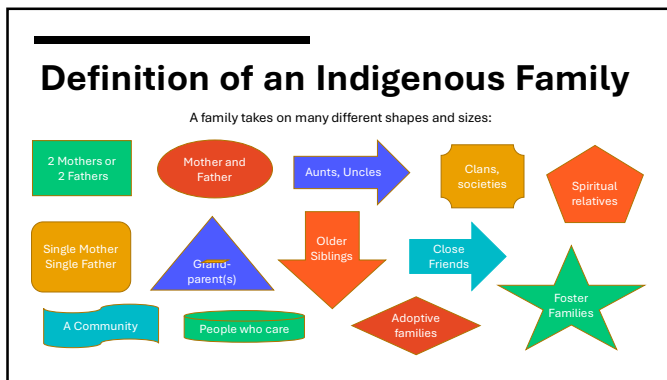 Definition of an Indigenous Family
A family takes on many different shapes and sizes:
2 Mothers or
2 Fathers
Mother and
Father
Aunts, Uncles
Clans,
societies
Spiritual
relatives
Single Mother
Single Father
Grand-
parent(s)
Older
Siblings
Close
Friends
Foster
Families
A Community
People who care
Adoptive
families